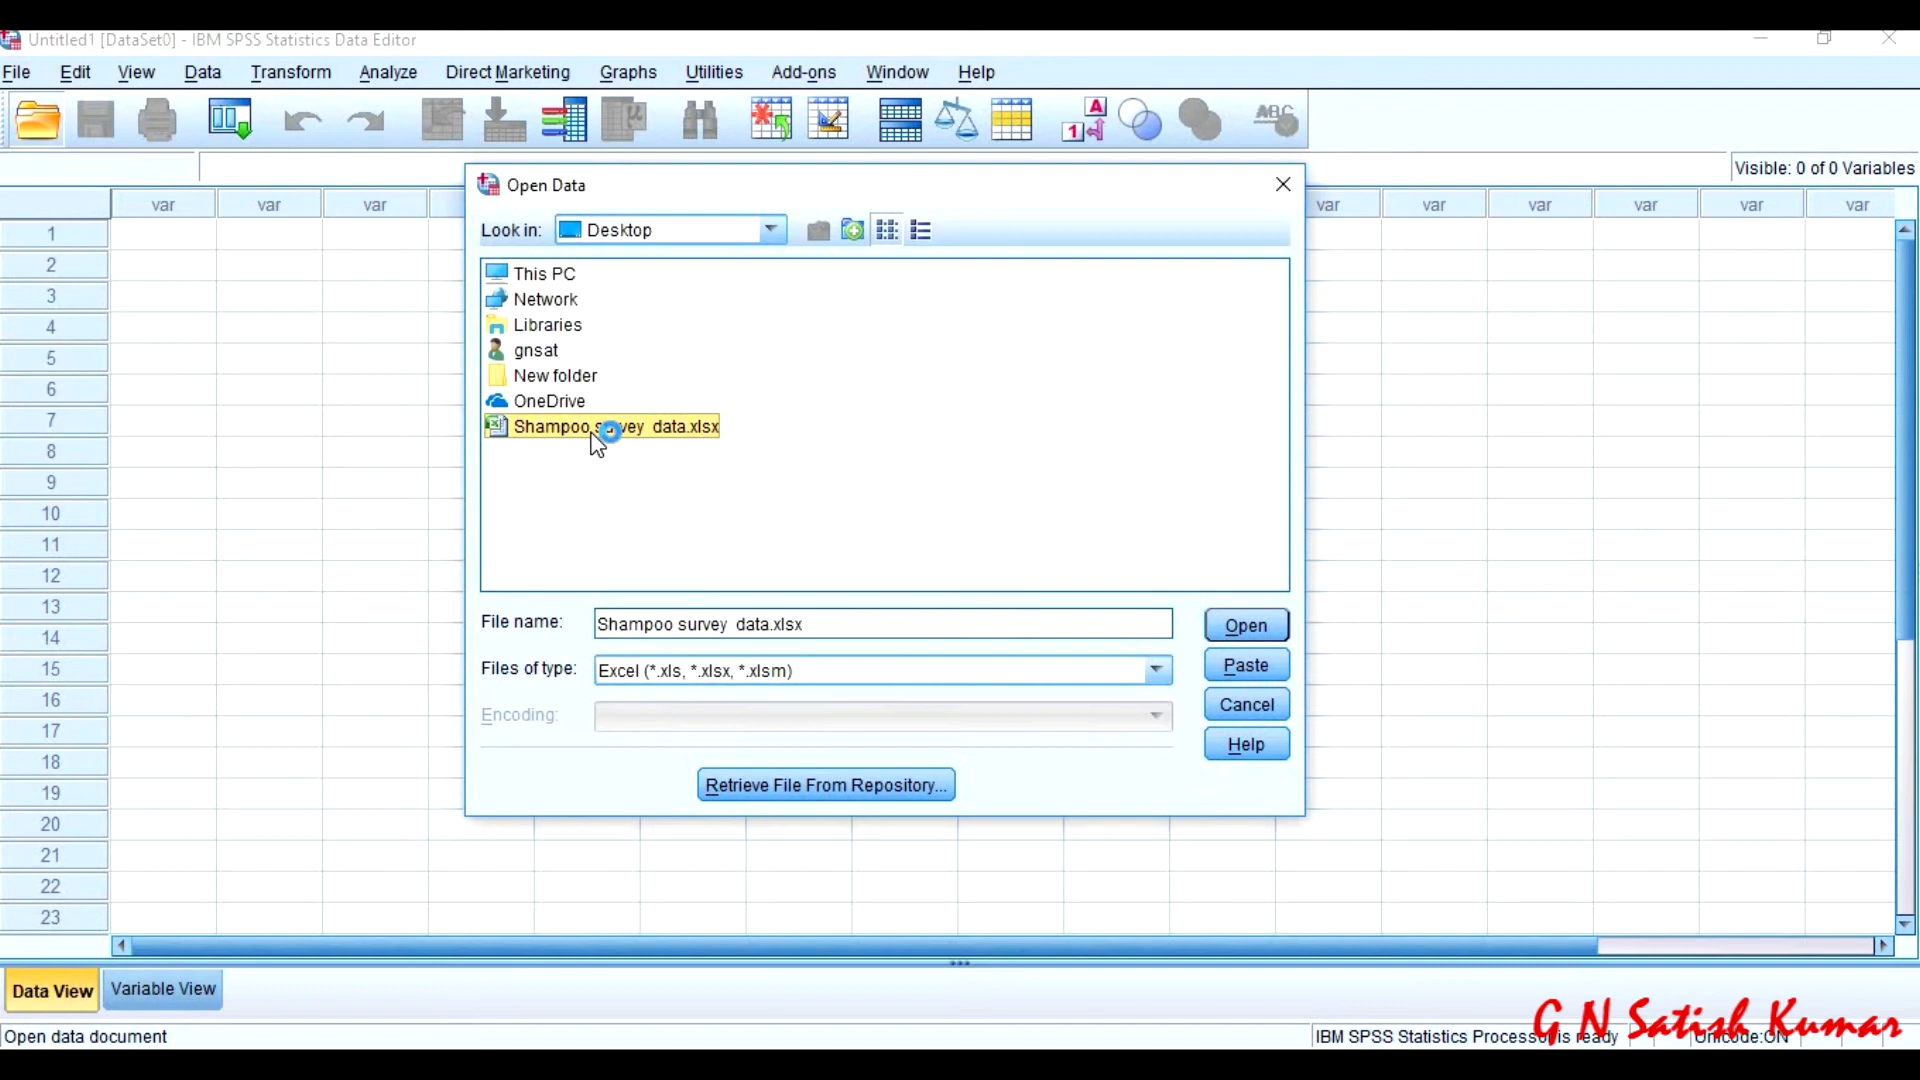 Untitled1 [DataSet0] - IBM SPSS Statistics Data Editor
File Edit View Data Transform Analyze Direct Marketing Graphs Utilities Add-ons Window Help
Visible: 0 of 0 Variables
Open Data
Look in: Desktop
var var var var var var var var var
This PC
Network
Libraries
gnsat
New folder
OneDrive
Shampoo survey data.xlsx
File name: Shampoo survey data.xlsx
Open
Files of type: Excel (*.xls, *.xlsx, *.xlsm)
Paste
Encoding:
Cancel
Help
Retrieve File From Repository...
1
2
3
4
5
6
7
8
9
10
11
12
13
14
15
16
17
18
19
20
21
22
23
Data View Variable View
G N Satish Kumar
Open data document
IBM SPSS Statistics Processor is ready
Unicode:ON